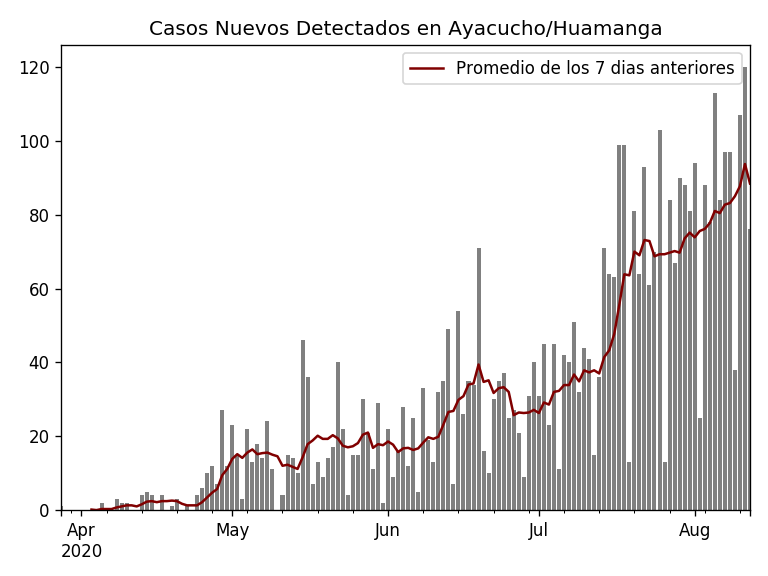 Casos Nuevos Detectados en Ayacucho/Huamanga
Promedio de los 7 dias anteriores
120
100
80
60
40
20
0
Apr May Jun Jul Aug
2020